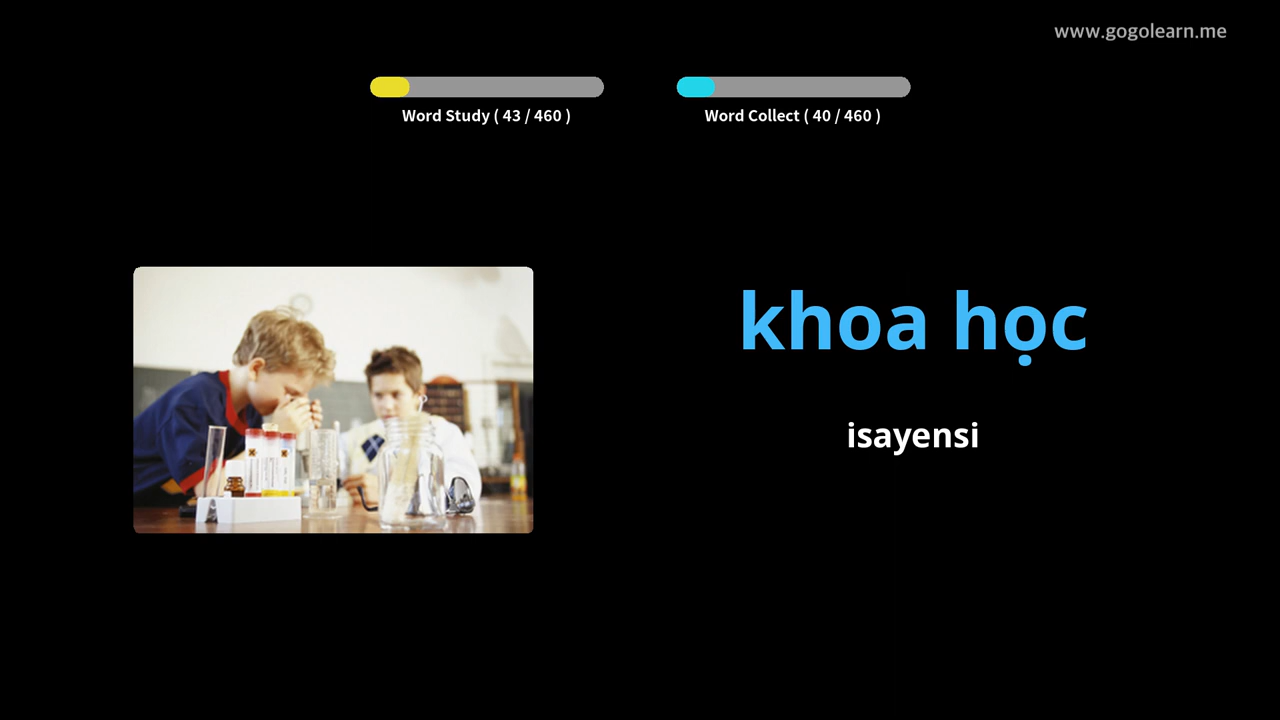 www.gogolearn.me
Word Study ( 43 / 460 )
Word Collect ( 40 / 460 )
khoa học
isayensi